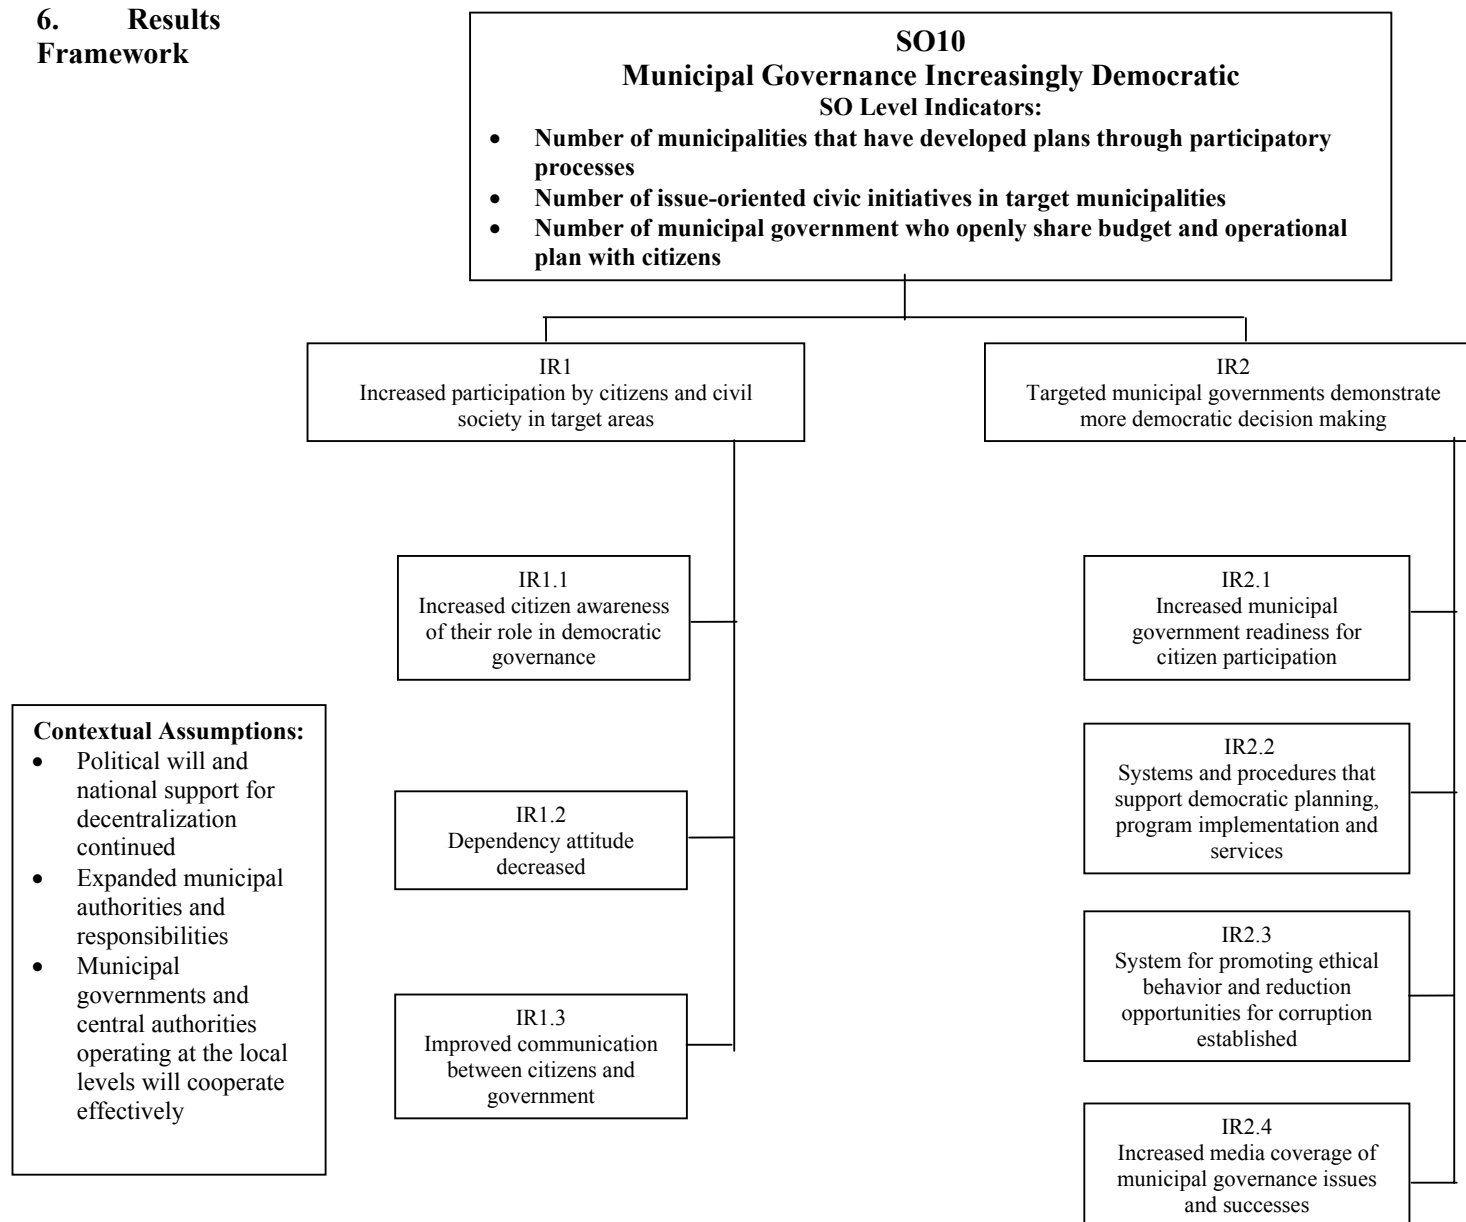 6. Results
Framework
SO10
Municipal Governance Increasingly Democratic
SO Level Indicators:
• Number of municipalities that have developed plans through participatory
processes
• Number of issue-oriented civic initiatives in target municipalities
• Number of municipal government who openly share budget and operational
plan with citizens
IR1
Increased participation by citizens and civil
society in target areas
IR2
Targeted municipal governments demonstrate
more democratic decision making
IR1.1
Increased citizen awareness
of their role in democratic
governance
IR1.2
Dependency attitude
decreased
IR1.3
Improved communication
between citizens and
government
IR2.1
Increased municipal
government readiness for
citizen participation
IR2.2
Systems and procedures that
support democratic planning,
program implementation and
services
IR2.3
System for promoting ethical
behavior and reduction
opportunities for corruption
established
IR2.4
Increased media coverage of
municipal governance issues
and successes
Contextual Assumptions:
• Political will and
national support for
decentralization
continued
• Expanded municipal
authorities and
responsibilities
• Municipal
governments and
central authorities
operating at the local
levels will cooperate
effectively